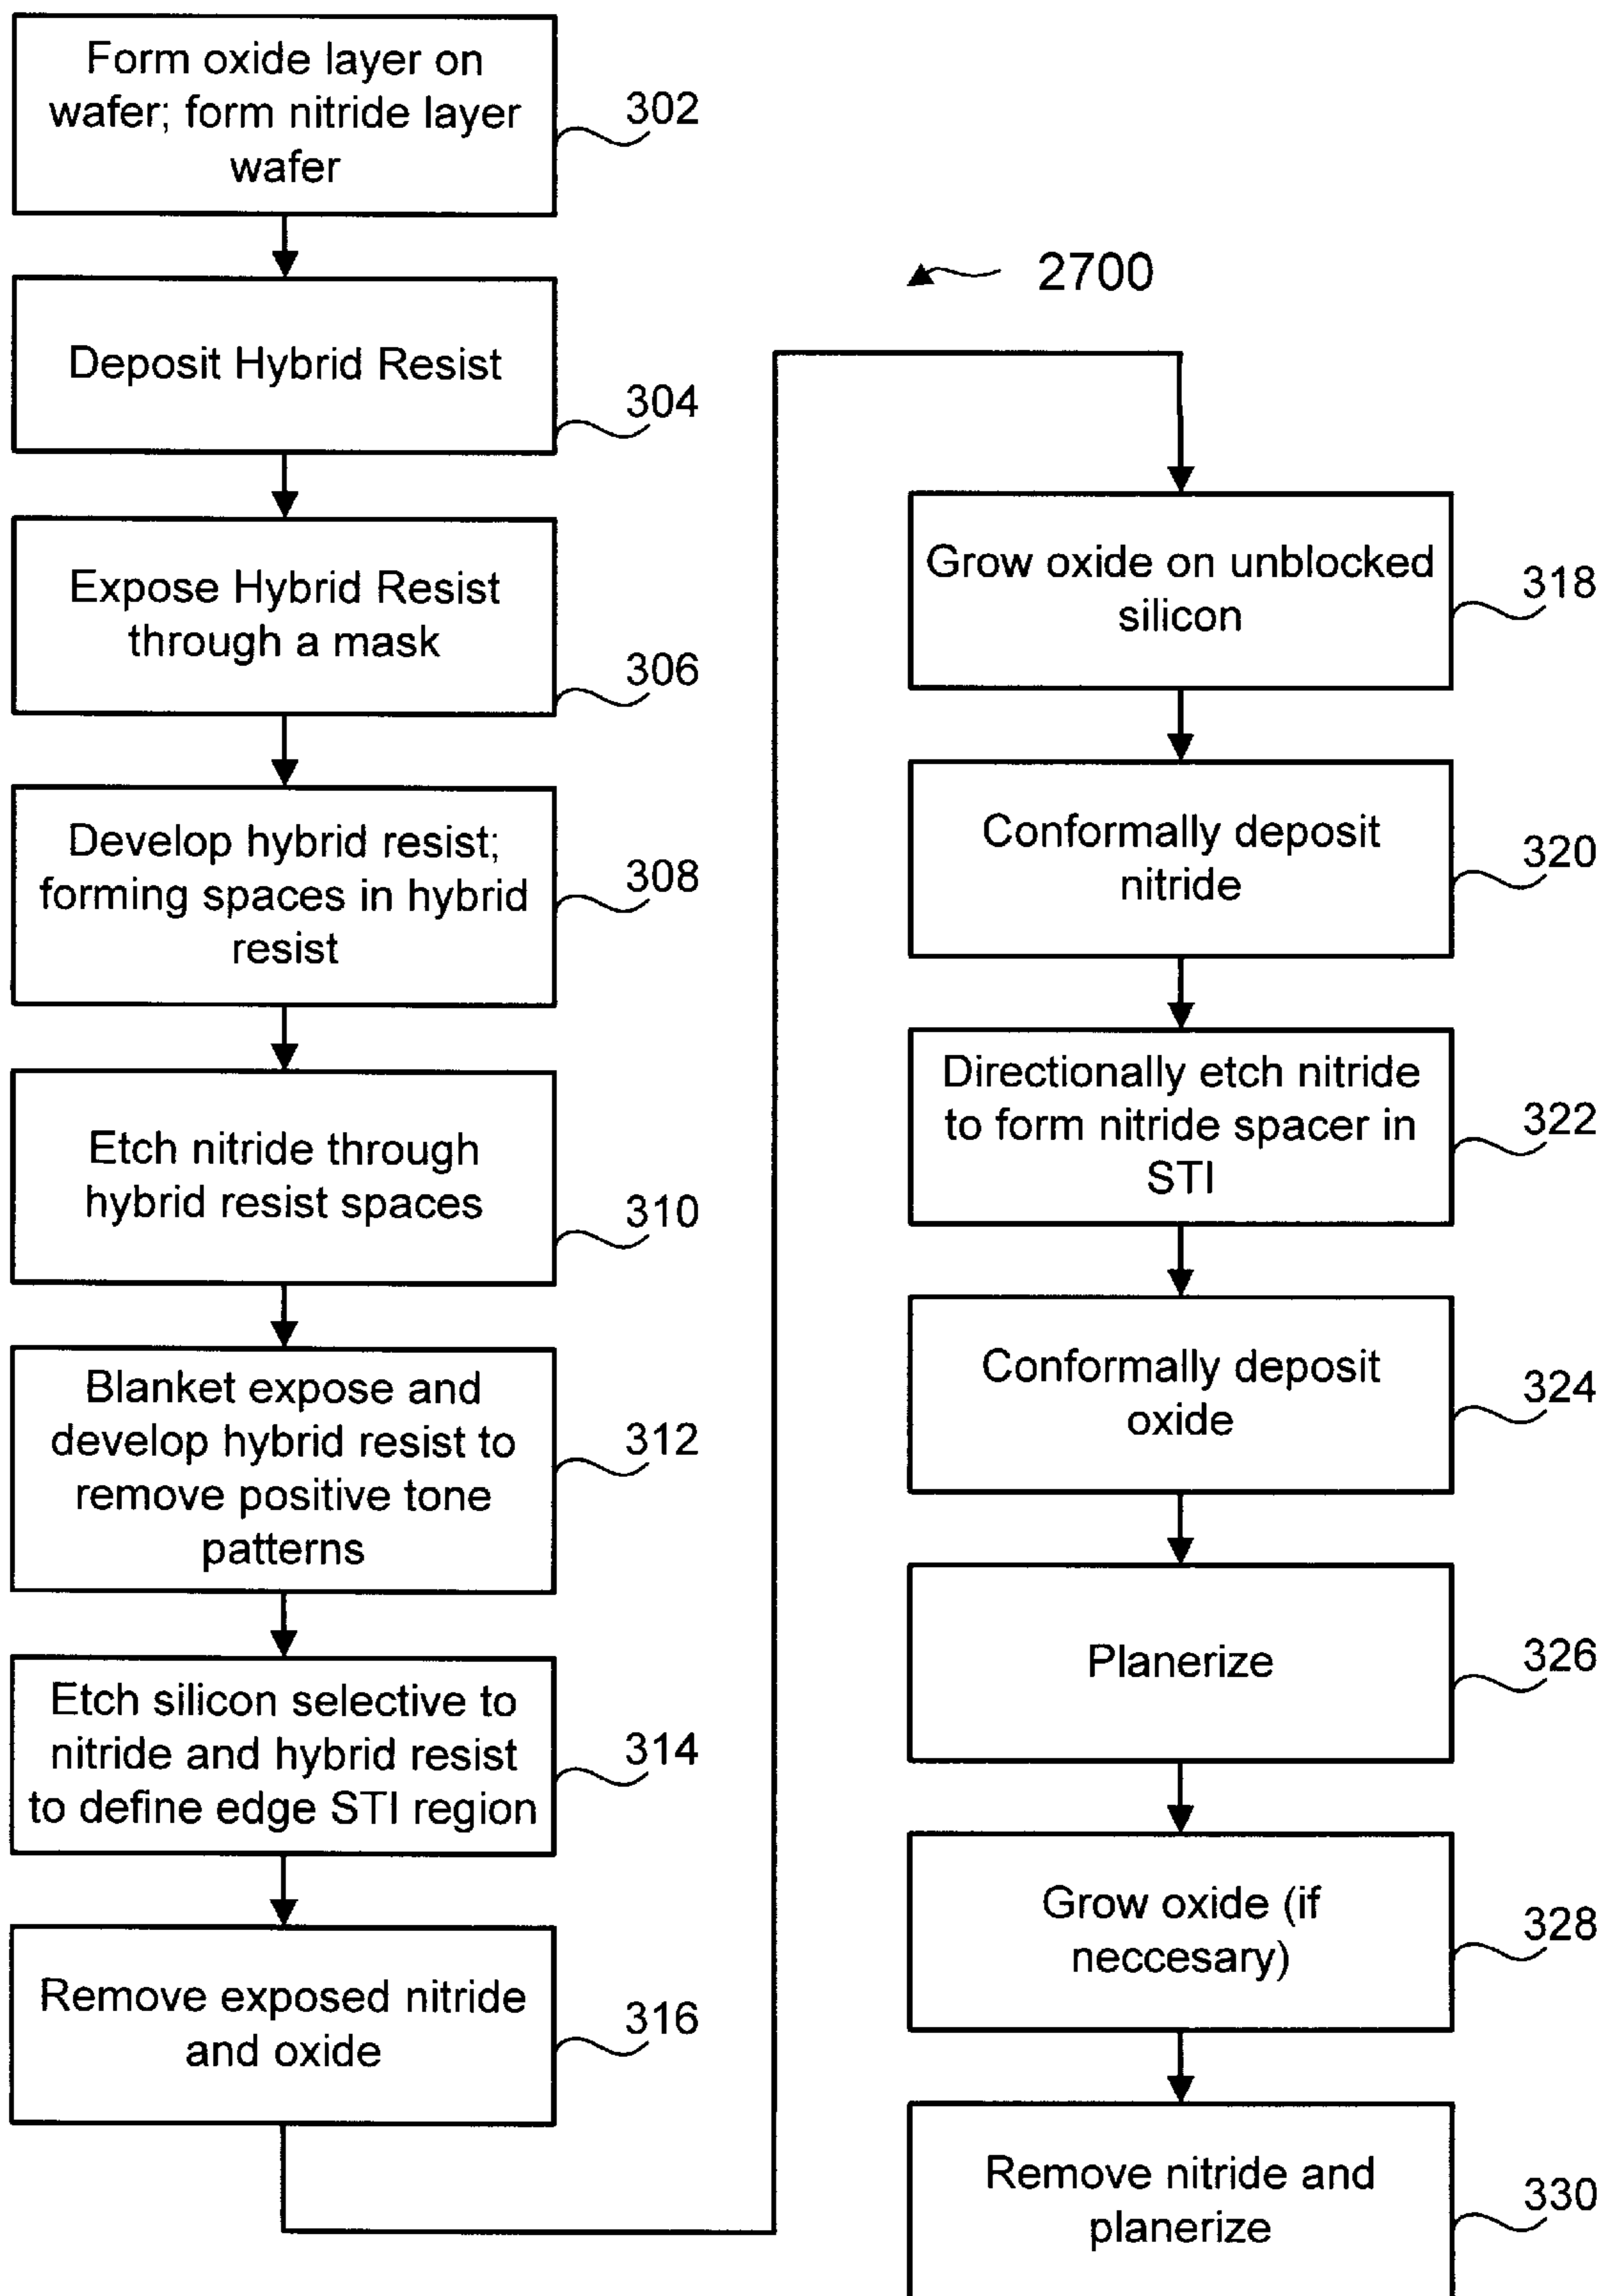 Form oxide layer on
wafer; form nitride layer
wafer
302
Deposit Hybrid Resist
304
Expose Hybrid Resist
through a mask
306
Develop hybrid resist;
forming spaces in hybrid
resist
308
Etch nitride through
hybrid resist spaces
310
Blanket expose and
develop hybrid resist to
remove positive tone
patterns
312
Etch silicon selective to
nitride and hybrid resist
to define edge STI region
314
Remove exposed nitride
and oxide
316
2700
Grow oxide on unblocked
silicon
318
Conformally deposit
nitride
320
Directionally etch nitride
to form nitride spacer in
STI
322
Conformally deposit
oxide
324
Planerize
326
Grow oxide (if
neccesary)
328
Remove nitride and
planerize
330